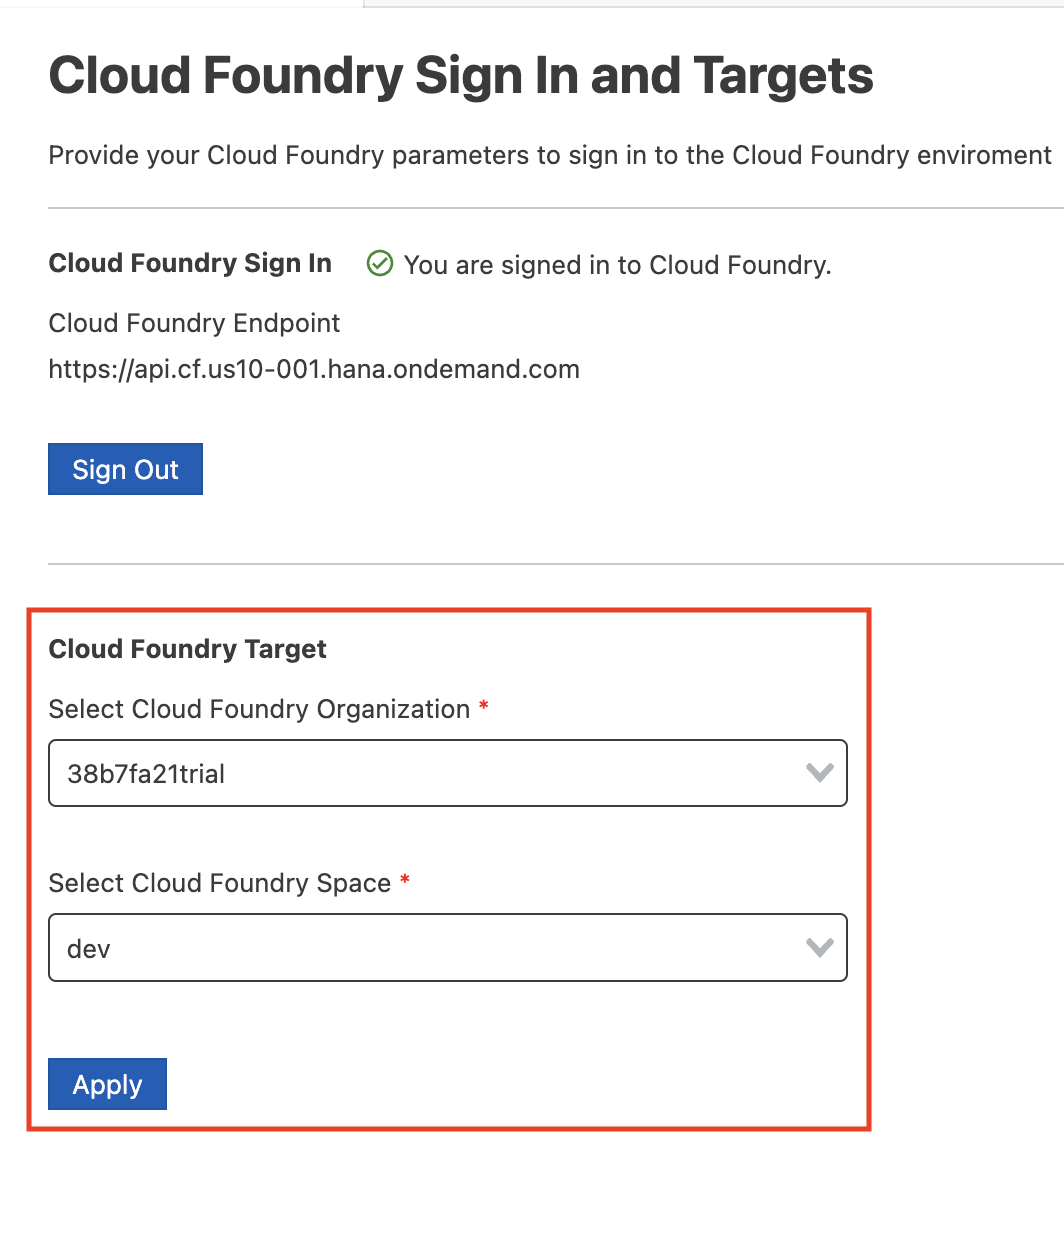 Cloud Foundry Sign In and Targets
Provide your Cloud Foundry parameters to sign in to the Cloud Foundry enviroment
Cloud Foundry Sign In You are signed in to Cloud Foundry.
Cloud Foundry Endpoint
https://api.cf.us10-001.hana.ondemand.com
Sign Out
Cloud Foundry Target
Select Cloud Foundry Organization *
38b7fa21trial
Select Cloud Foundry Space *
dev
Apply